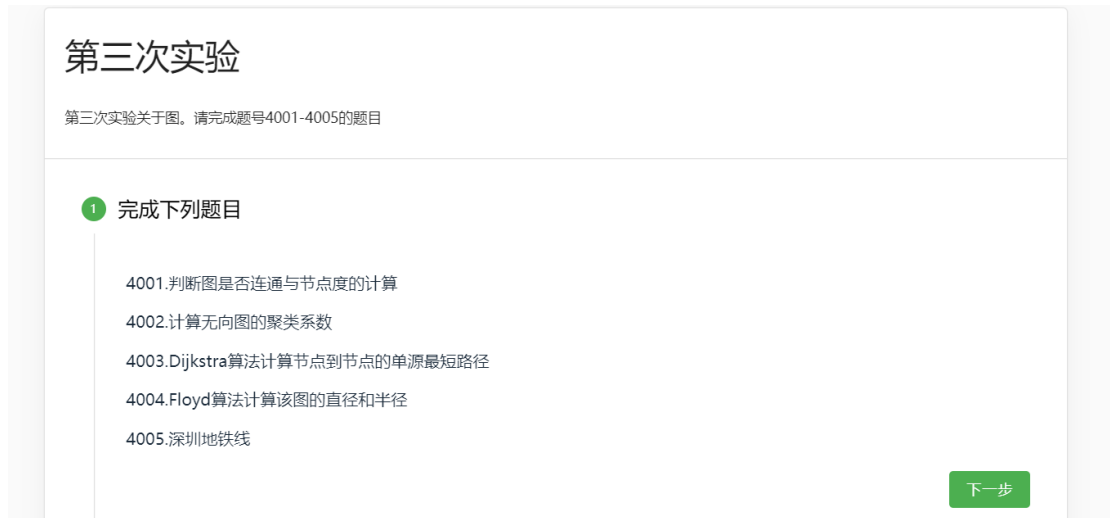 第三次实验
第三次实验关于图。请完成题号4001-4005的题目
1 完成下列题目
4001.判断图是否连通与节点度的计算
4002.计算无向图的聚类系数
4003.Dijkstra算法计算节点到节点的单源最短路径
4004.Floyd算法计算该图的直径和半径
4005.深圳地铁线
下一步